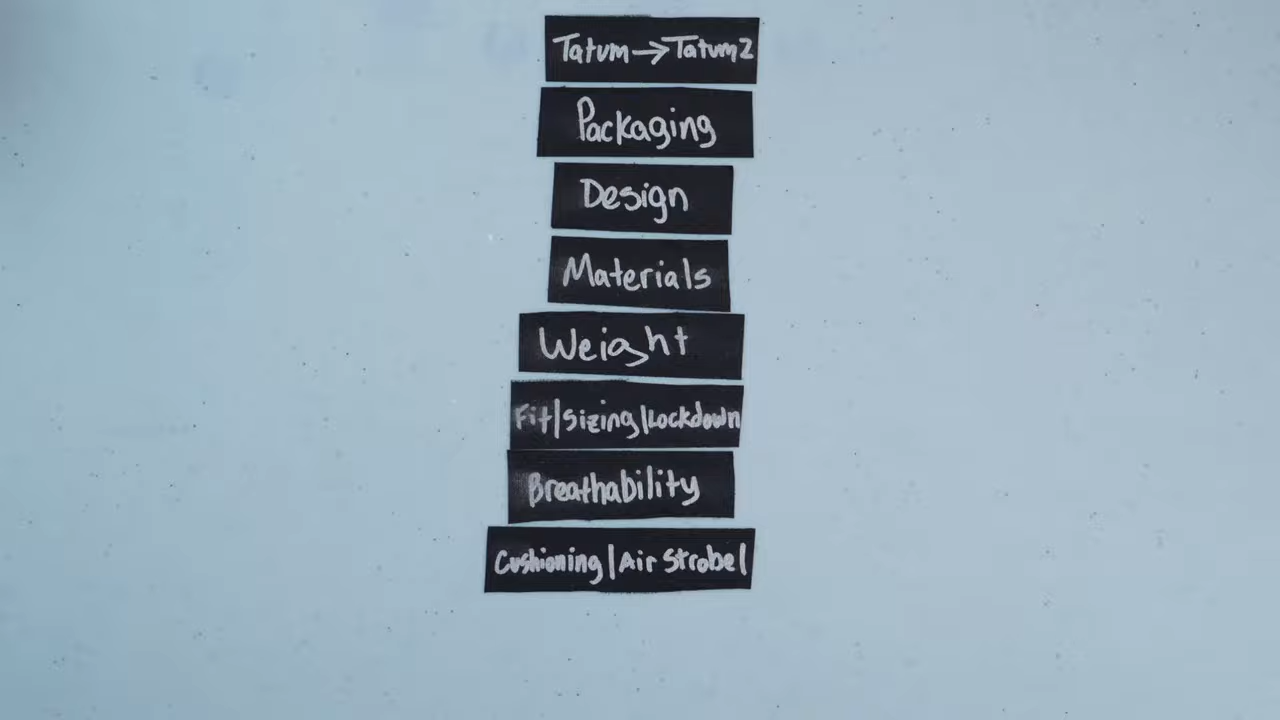 Tatum → Tatum 2
Packaging
Design
Materials
Weight
Fit/Sizing/Lockdown
Breathability
Cushioning/Air Strobel